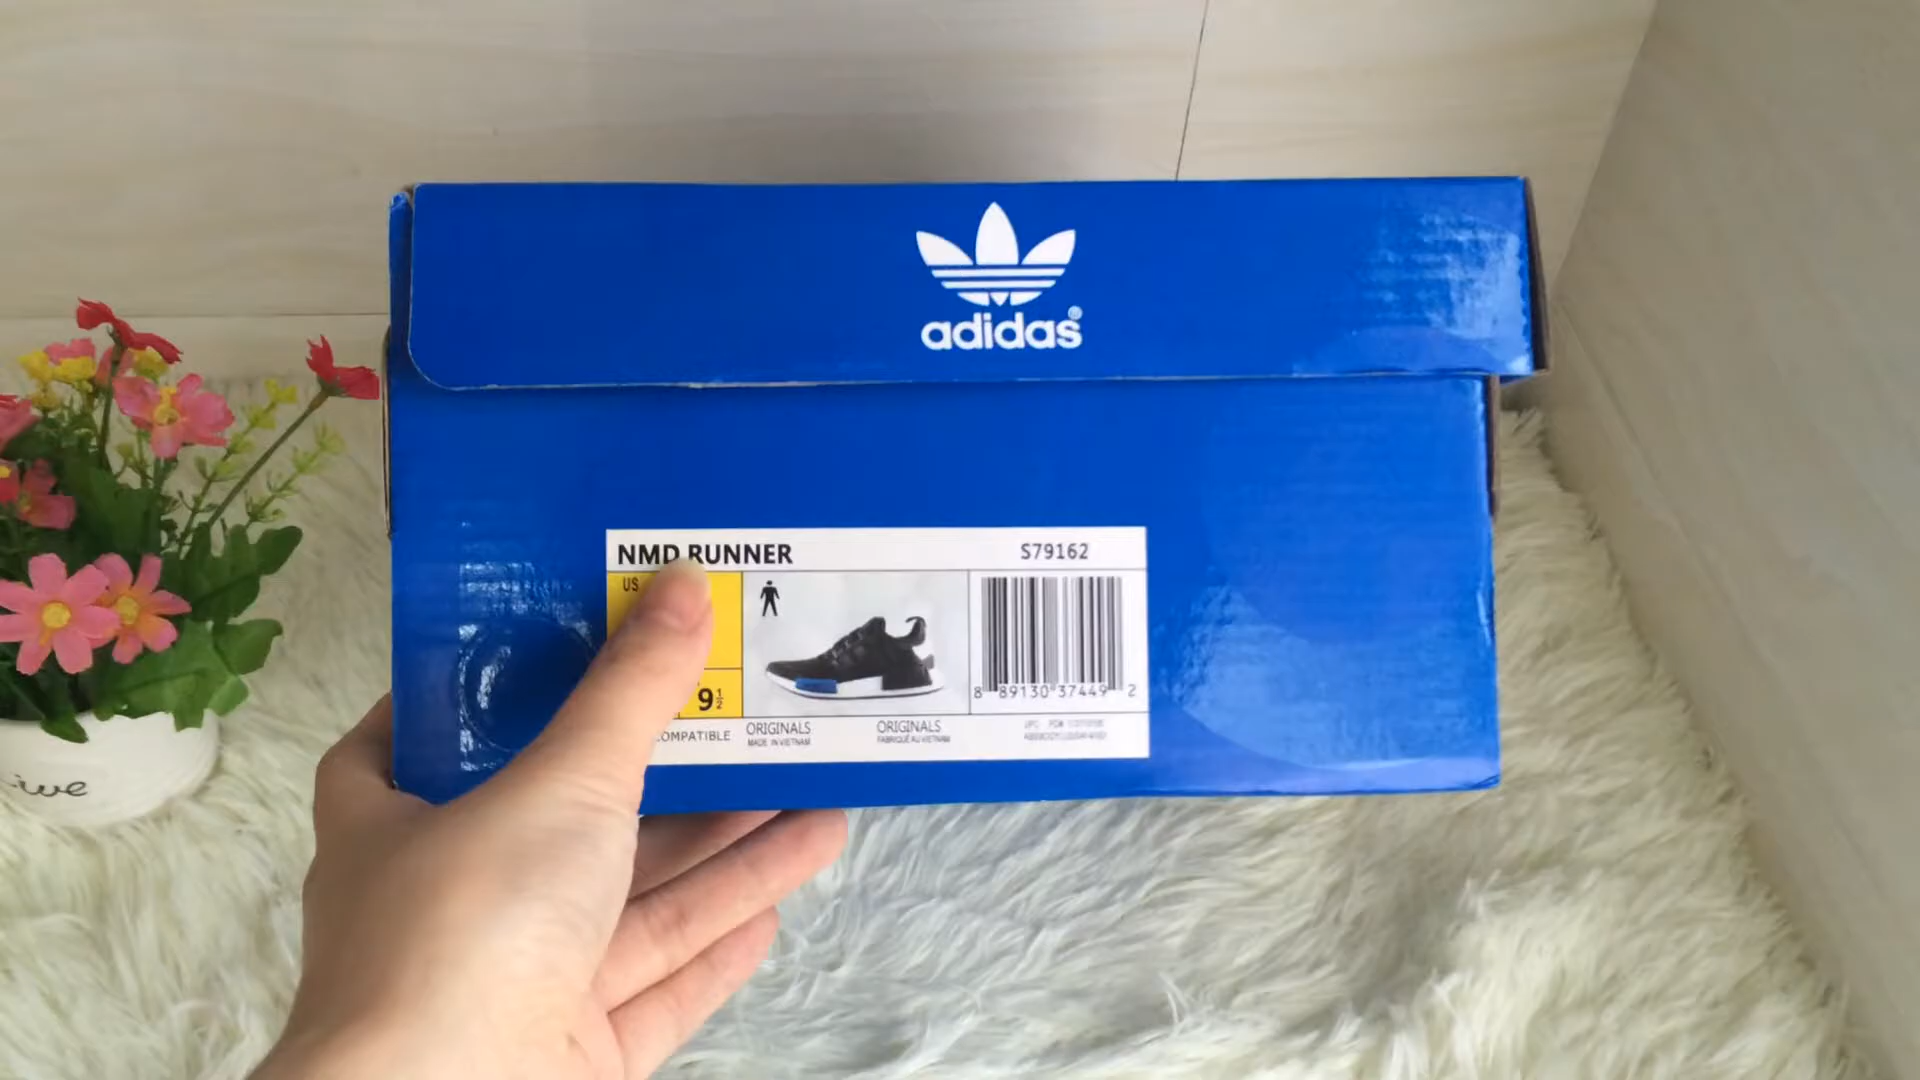 adidas®
NMD RUNNER
S79162
US
9½
COMPATIBLE
8 89130 37449 2
ORIGINALS
MADE IN VIETNAM
ORIGINALS
FABRIQUÉ AU VIETNAM